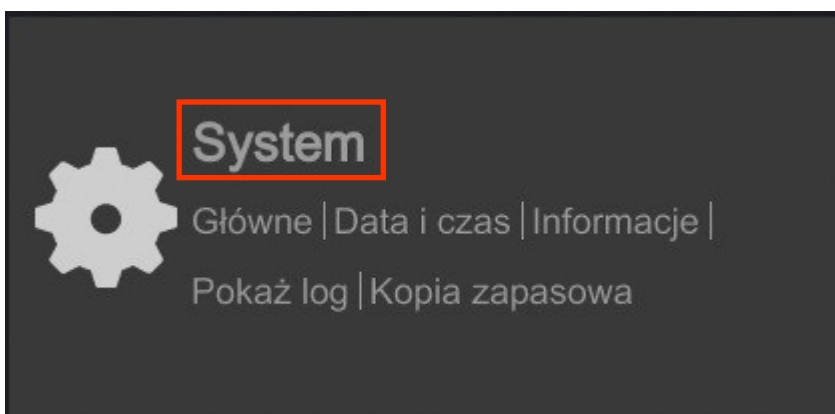 System
Główne | Data i czas | Informacje |
Pokaż log | Kopia zapasowa